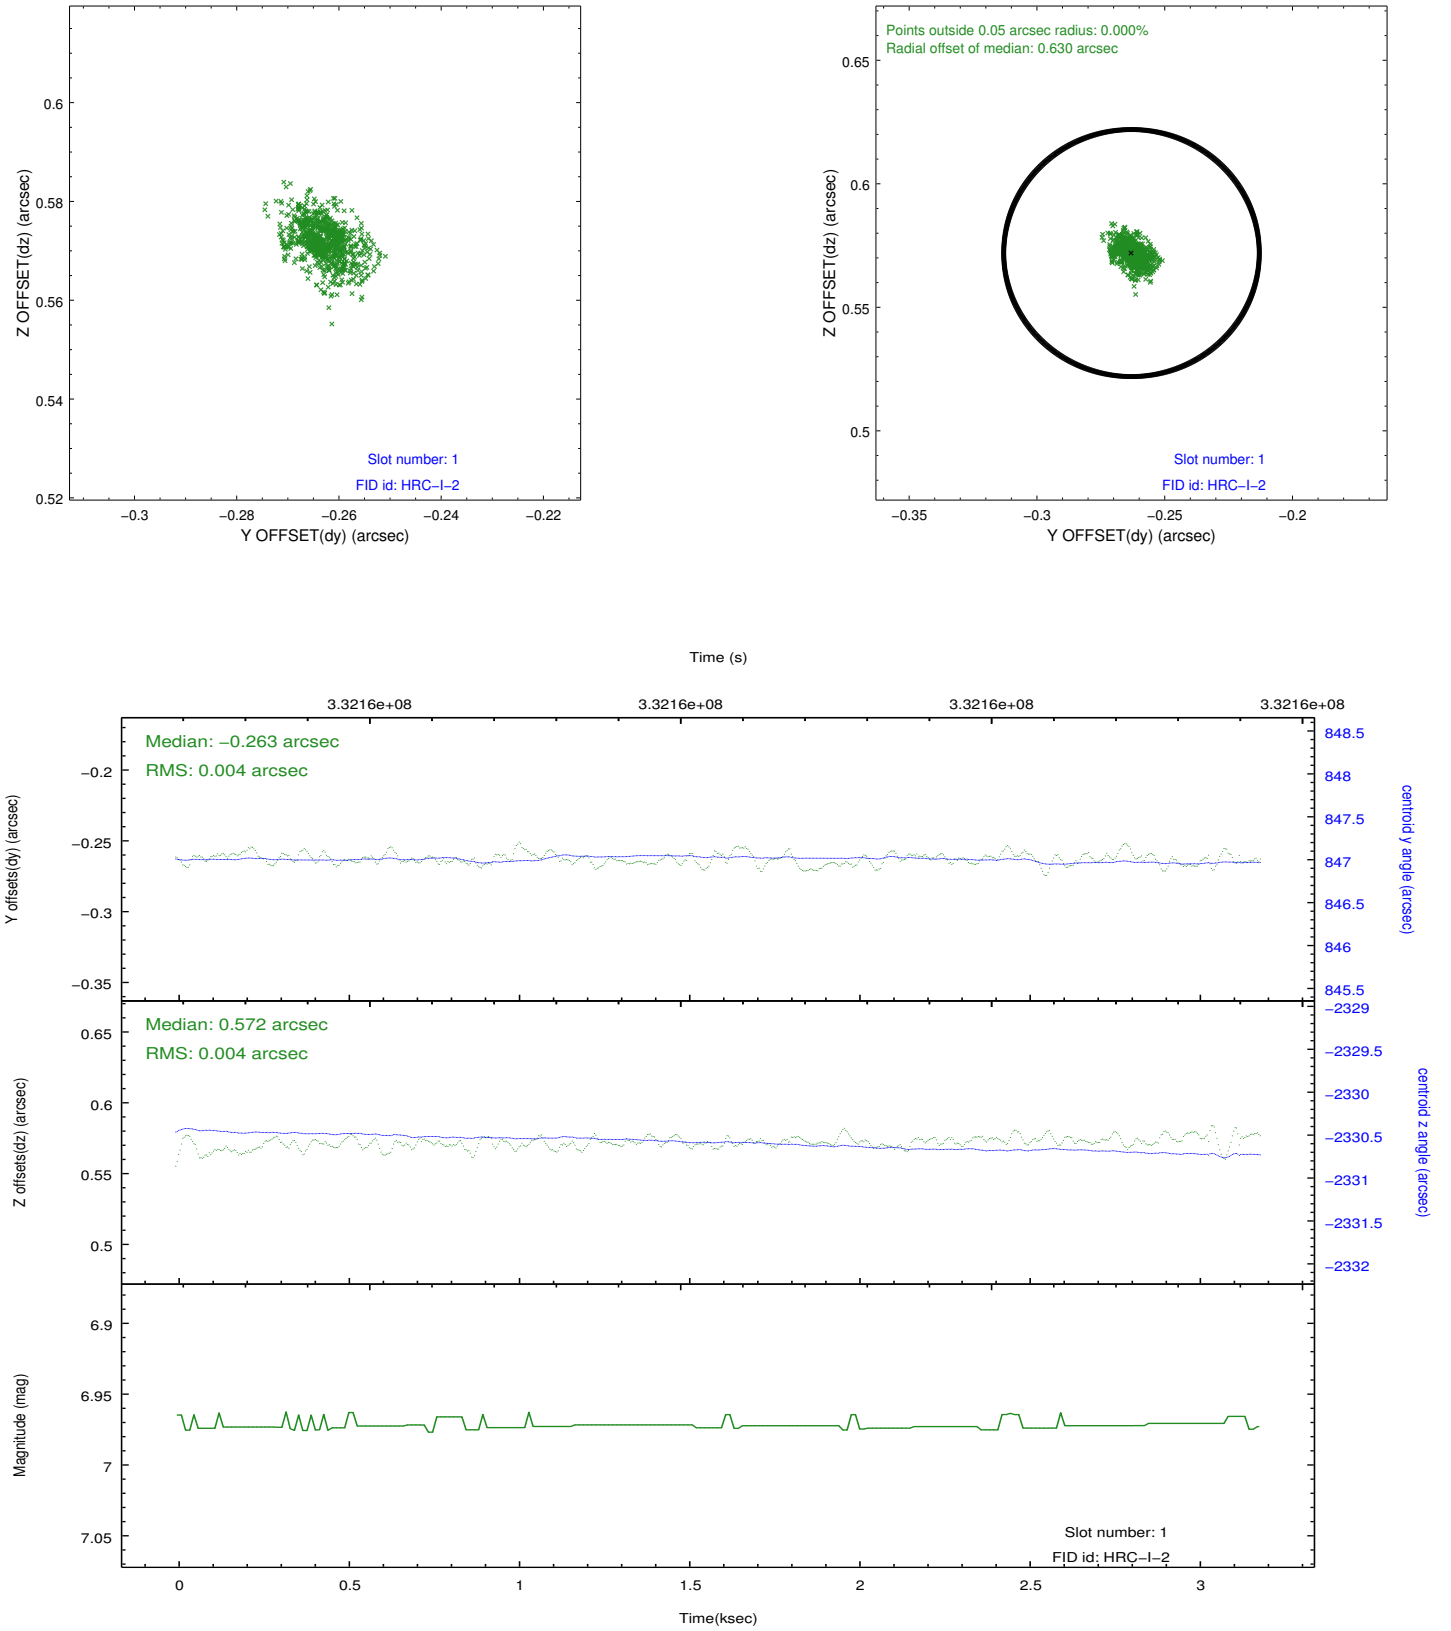 0.6
0.58
0.56
0.54
0.52
Z OFFSET(dz) (arcsec)
Slot number: 1
FID id: HRC−I−2
−0.3
−0.28
−0.26
−0.24
−0.22
Y OFFSET(dy) (arcsec)
Points outside 0.05 arcsec radius: 0.000%
Radial offset of median: 0.630 arcsec
0.65
0.6
0.55
0.5
Z OFFSET(dz) (arcsec)
Slot number: 1
FID id: HRC−I−2
−0.35
−0.3
−0.25
−0.2
Y OFFSET(dy) (arcsec)
Time (s)
3.3216e+08
3.3216e+08
3.3216e+08
3.3216e+08
Median: −0.263 arcsec
RMS: 0.004 arcsec
−0.2
−0.25
−0.3
−0.35
Y offsets(dy) (arcsec)
848.5
848
847.5
847
846.5
846
845.5
centroid y angle (arcsec)
Median: 0.572 arcsec
RMS: 0.004 arcsec
0.65
0.6
0.55
0.5
Z offsets(dz) (arcsec)
−2329
−2329.5
−2330
−2330.5
−2331
−2331.5
−2332
centroid z angle (arcsec)
6.9
6.95
7
7.05
Magnitude (mag)
Slot number: 1
FID id: HRC−I−2
0
0.5
1
1.5
2
2.5
3
Time(ksec)